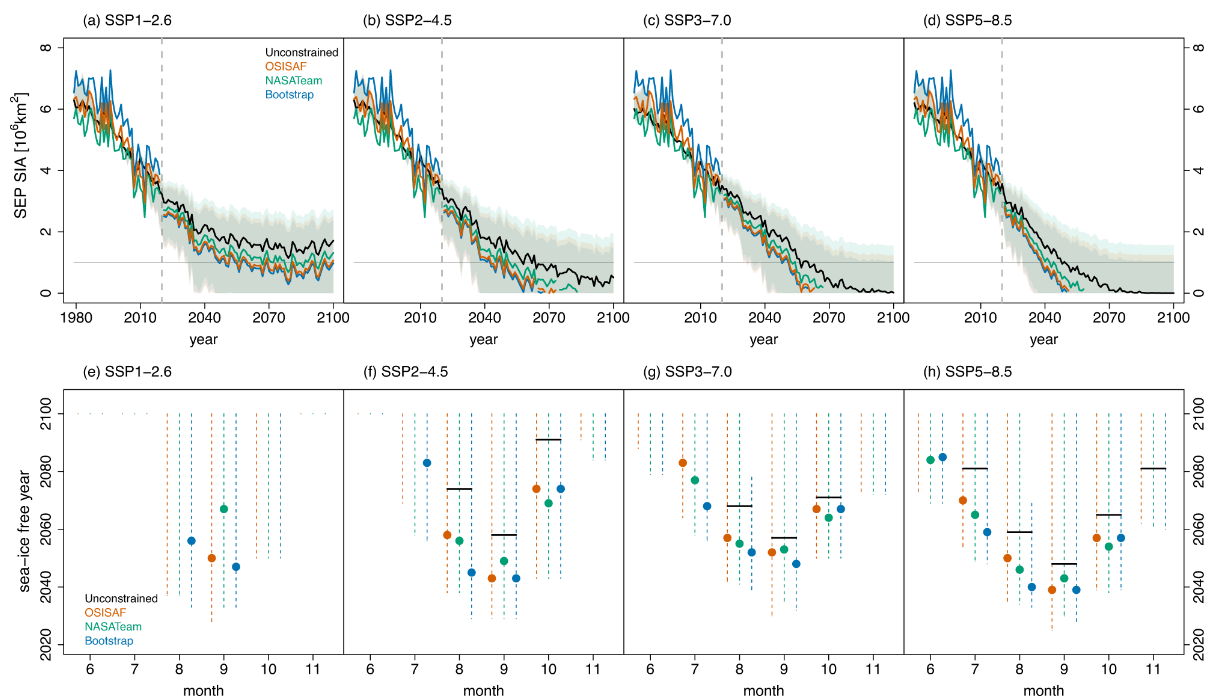 (a) SSP1−2.6
(b) SSP2−4.5
(c) SSP3−7.0
(d) SSP5−8.5
SEP SIA [10⁶km²]
8
6
4
2
0
Unconstrained
OSISAF
NASATeam
Bootstrap
8
6
4
2
0
1980 2010 2040 2070 2100
2010 2040 2070 2100
2010 2040 2070 2100
2010 2040 2070 2100
year
year
year
year
(e) SSP1−2.6
(f) SSP2−4.5
(g) SSP3−7.0
(h) SSP5−8.5
sea−ice free year
2100
2080
2060
2040
2020
Unconstrained
OSISAF
NASATeam
Bootstrap
2100
2080
2060
2040
2020
6 7 8 9 10 11
6 7 8 9 10 11
6 7 8 9 10 11
6 7 8 9 10 11
month
month
month
month